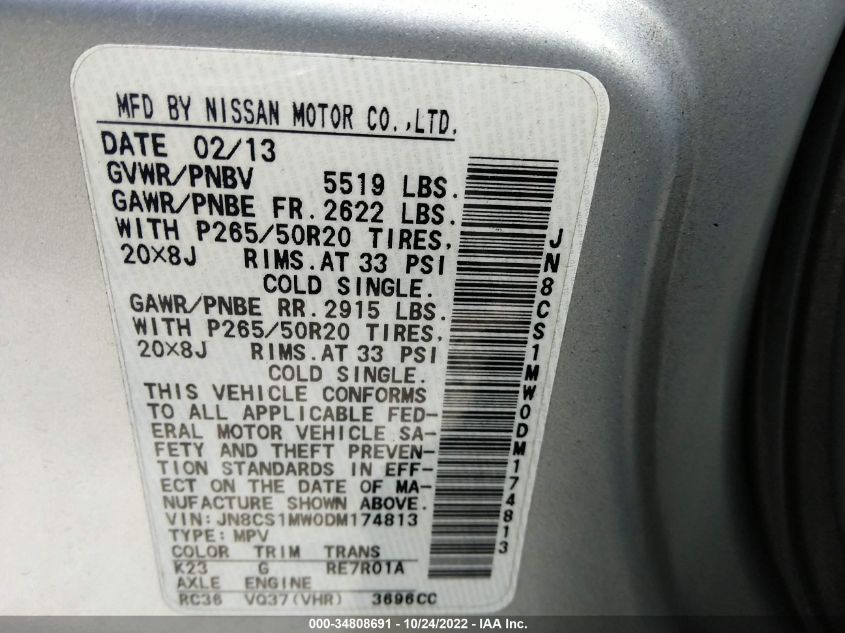 MFD BY NISSAN MOTOR CO.,LTD.
DATE 02/13
GVWR/PNBV 5519 LBS.
GAWR/PNBE FR. 2622 LBS.
WITH P265/50R20 TIRES,
20×8J RIMS. AT 33 PSI
COLD SINGLE.
GAWR/PNBE RR. 2915 LBS.
WITH P265/50R20 TIRES,
20×8J RIMS. AT 33 PSI
COLD SINGLE.
THIS VEHICLE CONFORMS
TO ALL APPLICABLE FED-
ERAL MOTOR VEHICLE SA-
FETY AND THEFT PREVEN-
TION STANDARDS IN EFF-
ECT ON THE DATE OF MA-
NUFACTURE SHOWN ABOVE.
VIN: JN8CS1MW0DM174813
TYPE: MPV
COLOR TRIM TRANS
K23 G RE7R01A
AXLE ENGINE
RC36 VQ37(VHR) 3696CC
JN8CS1MW0DM174813
000-34808691 - 10/24/2022 - IAA Inc.